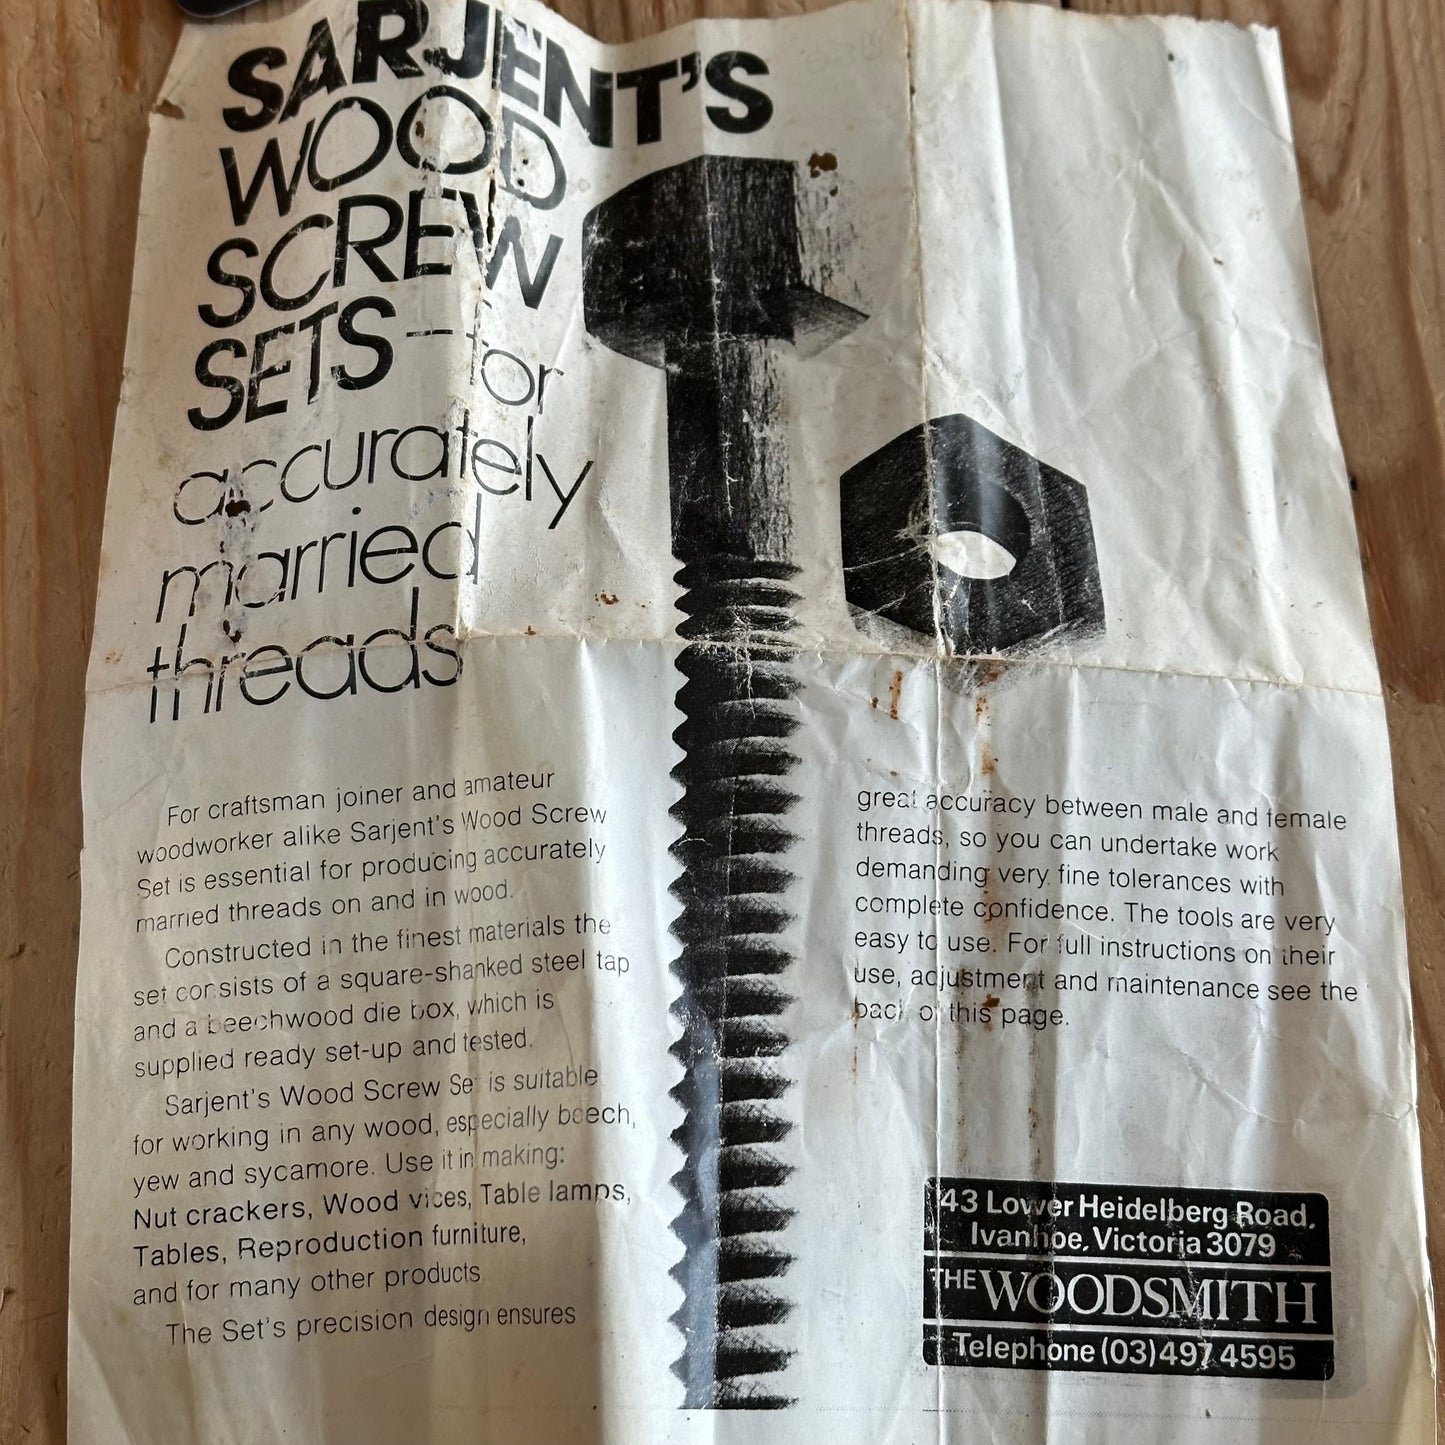 SARJENT'S
WOOD
SCREW
SETS – for
accurately
married
threads
For craftsman joiner and amateur
woodworker alike Sarjent's Wood Screw
Set is essential for producing accurately
married threads on and in wood.
Constructed in the finest materials the
set consists of a square-shanked steel tap
and a beechwood die box, which is
supplied ready set-up and tested.
Sarjent's Wood Screw Set is suitable
for working in any wood, especially beech,
yew and sycamore. Use it in making:
Nut crackers, Wood vices, Table lamps,
Tables, Reproduction furniture,
and for many other products
The Set's precision design ensures
great accuracy between male and female
threads, so you can undertake work
demanding very fine tolerances with
complete confidence. The tools are very
easy to use. For full instructions on their
use, adjustment and maintenance see the
back of this page.
43 Lower Heidelberg Road,
Ivanhoe, Victoria 3079
THE WOODSMITH
Telephone (03) 497 4595